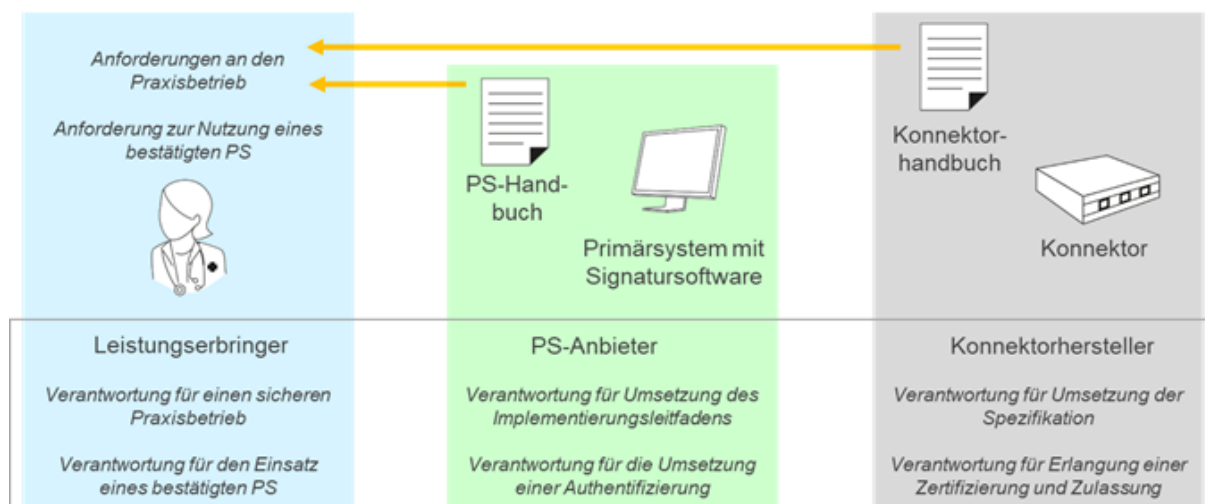 Anforderungen an den
Praxisbetrieb
Anforderung zur Nutzung eines
bestätigten PS
PS-Hand-
buch
Primärsystem mit
Signatursoftware
Konnektor-
handbuch
Konnektor
Leistungserbringer
Verantwortung für einen sicheren
Praxisbetrieb
Verantwortung für den Einsatz
eines bestätigten PS
PS-Anbieter
Verantwortung für Umsetzung des
Implementierungsleitfadens
Verantwortung für die Umsetzung
einer Authentifizierung
Konnektorhersteller
Verantwortung für Umsetzung der
Spezifikation
Verantwortung für Erlangung einer
Zertifizierung und Zulassung